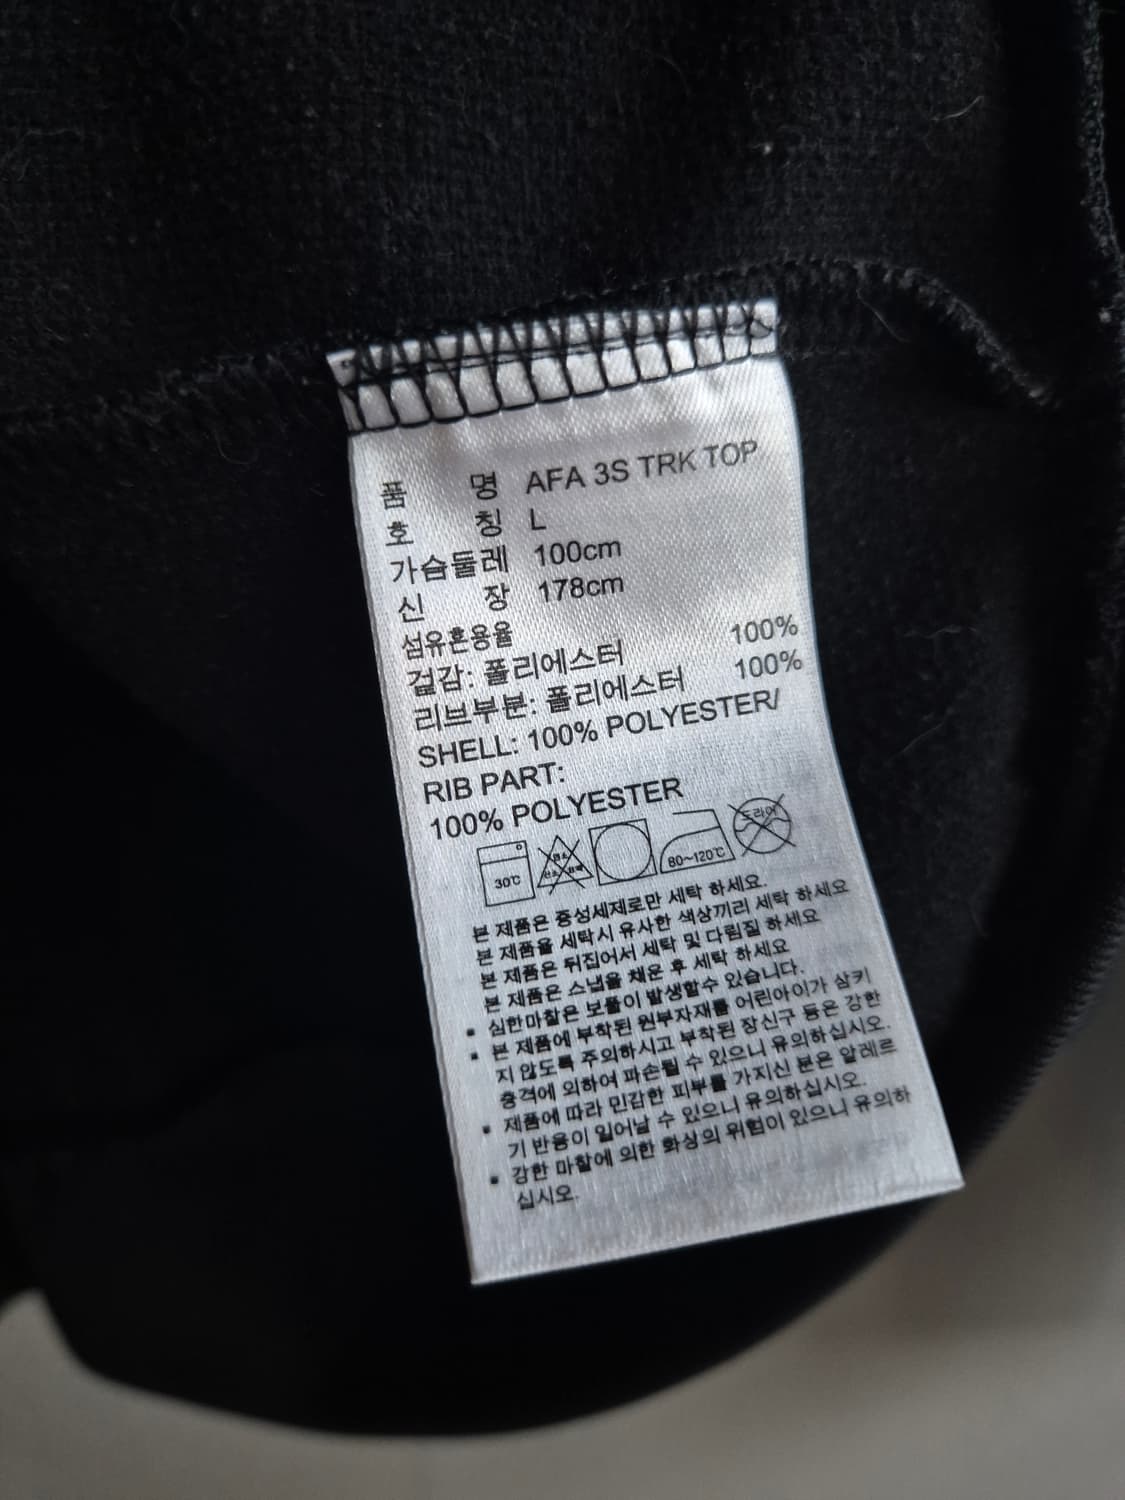 품 명 AFA 3S TRK TOP
호 칭 L
가슴둘레 100cm
신 장 178cm
섬유혼용율
겉감: 폴리에스터 100%
리브부분: 폴리에스터 100%
SHELL: 100% POLYESTER/
RIB PART:
100% POLYESTER
30℃ 80~120℃ 드라이
본 제품은 중성세제로만 세탁 하세요.
본 제품을 세탁시 유사한 색상끼리 세탁 하세요
본 제품은 뒤집어서 세탁 및 다림질 하세요
본 제품은 스냅을 채운 후 세탁 하세요
▪ 심한마찰은 보풀이 발생할수 있습니다.
▪ 본 제품에 부착된 원부자재를 어린아이가 삼키
지 않도록 주의하시고 부착된 장신구 등은 강한
충격에 의하여 파손될 수 있으니 유의하십시오.
▪ 제품에 따라 민감한 피부를 가지신 분은 알레르
기 반응이 일어날 수 있으니 유의하십시오.
▪ 강한 마찰에 의한 화상의 위험이 있으니 유의하
십시오.